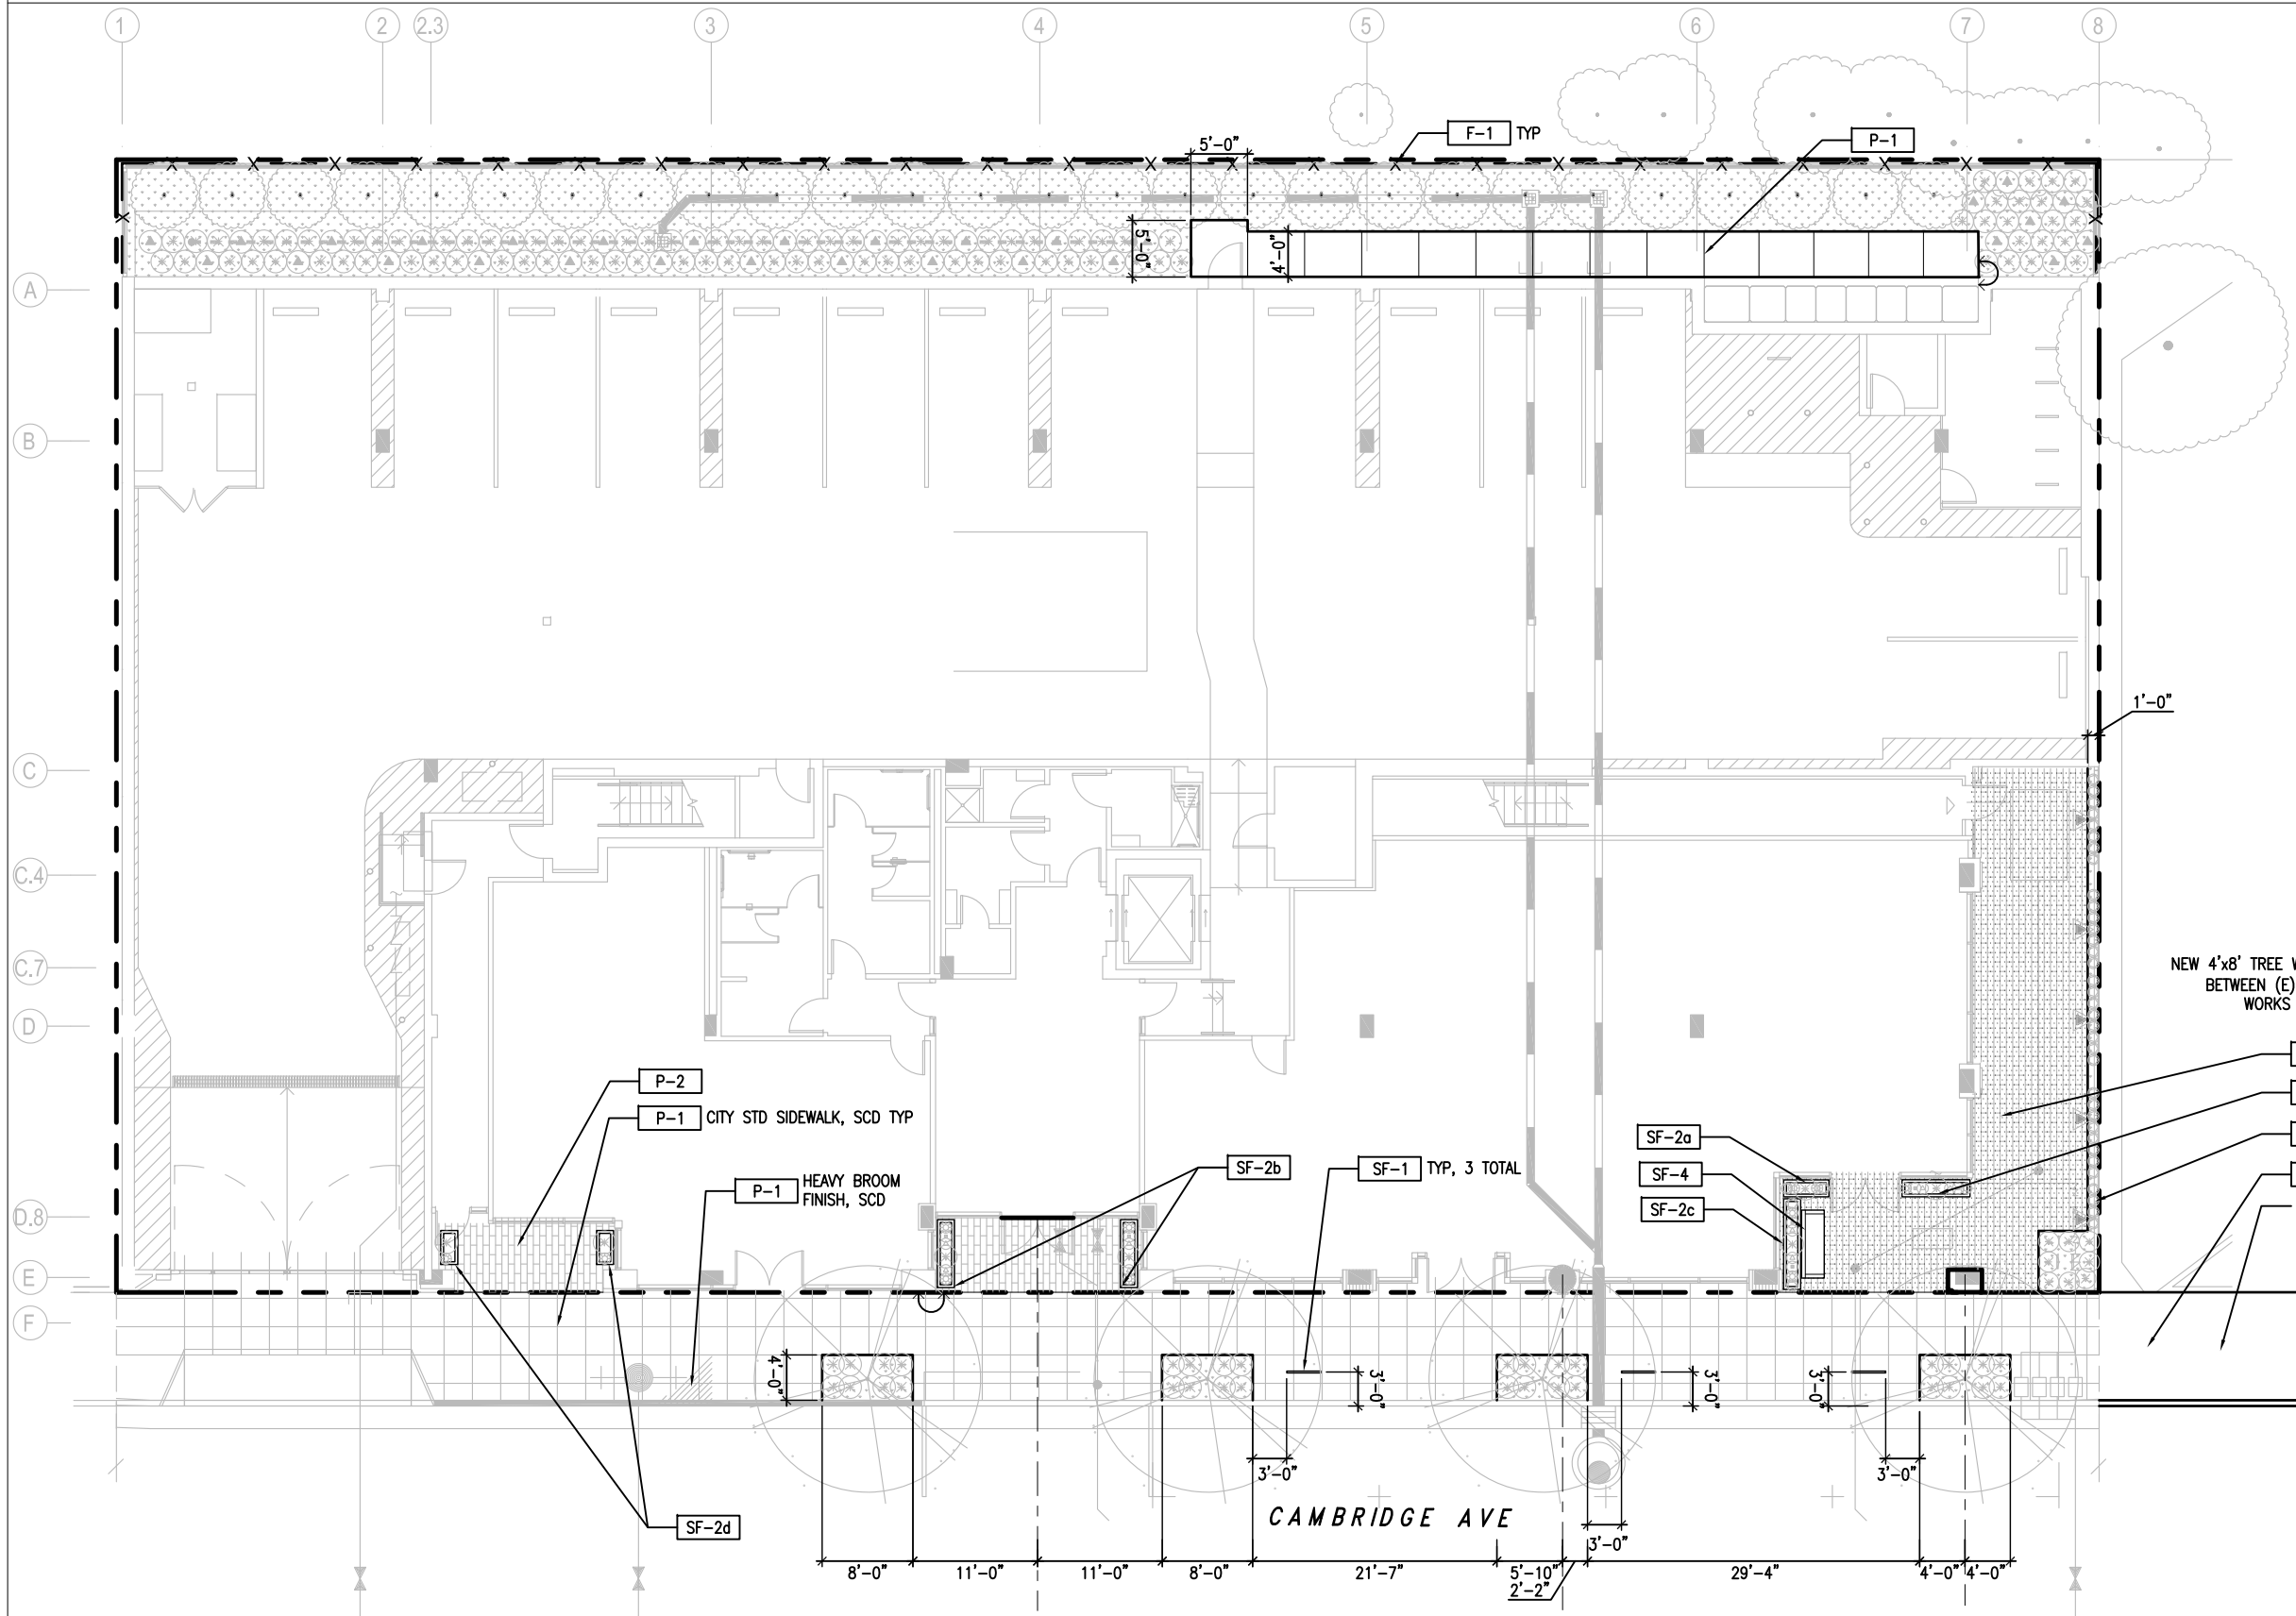 1
2
2.3
3
4
5
6
7
8
F-1 TYP
P-1
5'-0"
5'-0"
4'-0"
A
B
1'-0"
C
C.4
C.7
NEW 4'x8' TREE W
BETWEEN (E)
WORKS
D
P-2
P-1 CITY STD SIDEWALK, SCD TYP
SF-2a
SF-2b
SF-1 TYP, 3 TOTAL
SF-4
P-1 HEAVY BROOM
FINISH, SCD
SF-2c
D.8
E
F
4'-0"
3'-0"
3'-0"
3'-0"
3'-0"
3'-0"
CAMBRIDGE AVE
SF-2d
3'-0"
8'-0"
11'-0"
11'-0"
8'-0"
21'-7"
5'-10"
2'-2"
29'-4"
4'-0"
4'-0"